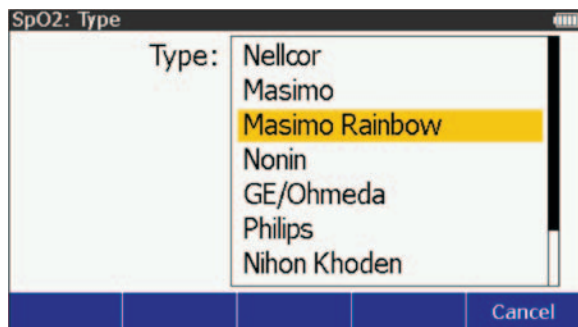 SpO2: Type
Type:
Nellcor
Masimo
Masimo Rainbow
Nonin
GE/Ohmeda
Philips
Nihon Khoden
Cancel